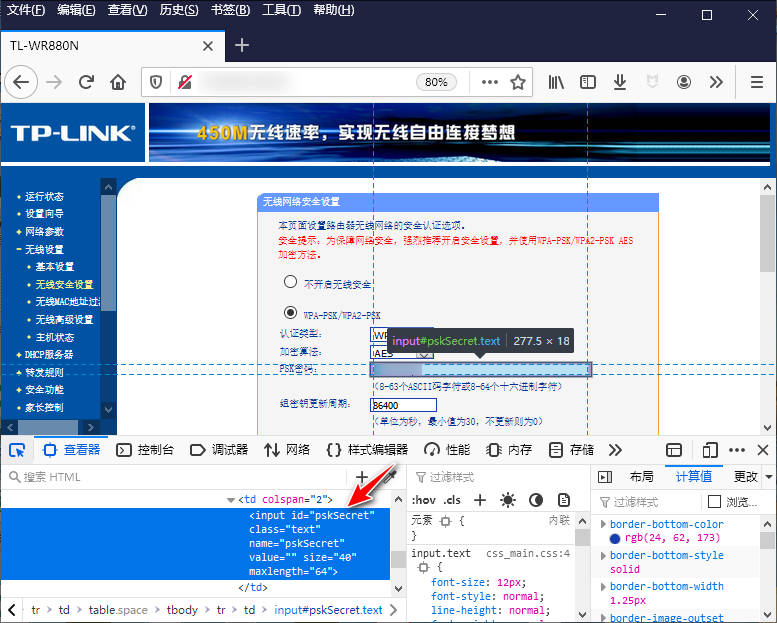 文件(F) 编辑(E) 查看(V) 历史(S) 书签(B) 工具(T) 帮助(H)
TL-WR880N
80%
TP-LINK
450M无线速率，实现无线自由连接梦想
运行状态
设置向导
网络参数
无线设置
基本设置
无线安全设置
无线MAC地址过
无线高级设置
主机状态
DHCP服务器
转发规则
安全功能
家长控制
无线网络安全设置
本页面设置路由器无线网络的安全认证选项。
安全提示：为保障网络安全，强烈推荐开启安全设置，并使用WPA-PSK/WPA2-PSK AES
加密方法。
不开启无线安全
WPA-PSK/WPA2-PSK
认证类型:
input#pskSecret.text 277.5 × 18
加密算法: AES
PSK密码:
（8-63个ASCII码字符或8-64个十六进制字符）
组密钥更新周期: 86400
（单位为秒，最小值为30，不更新则为0）
查看器 控制台 调试器 网络 样式编辑器 性能 内存 存储
搜索 HTML
<td colspan="2">
<input id="pskSecret"
class="text"
name="pskSecret"
value="" size="40"
maxlength="64">
</td>
tr td table.space tbody tr td input#pskSecret.text
过滤样式
:hov .cls
元素 { 内联
}
input.text css_main.css:4
{
font-size: 12px;
font-style: normal;
line-height: normal;
布局 计算值 更改
过滤样式 浏览...
border-bottom-color
rgb(24, 62, 173)
border-bottom-style
solid
border-bottom-width
1.25px
border-image-outset